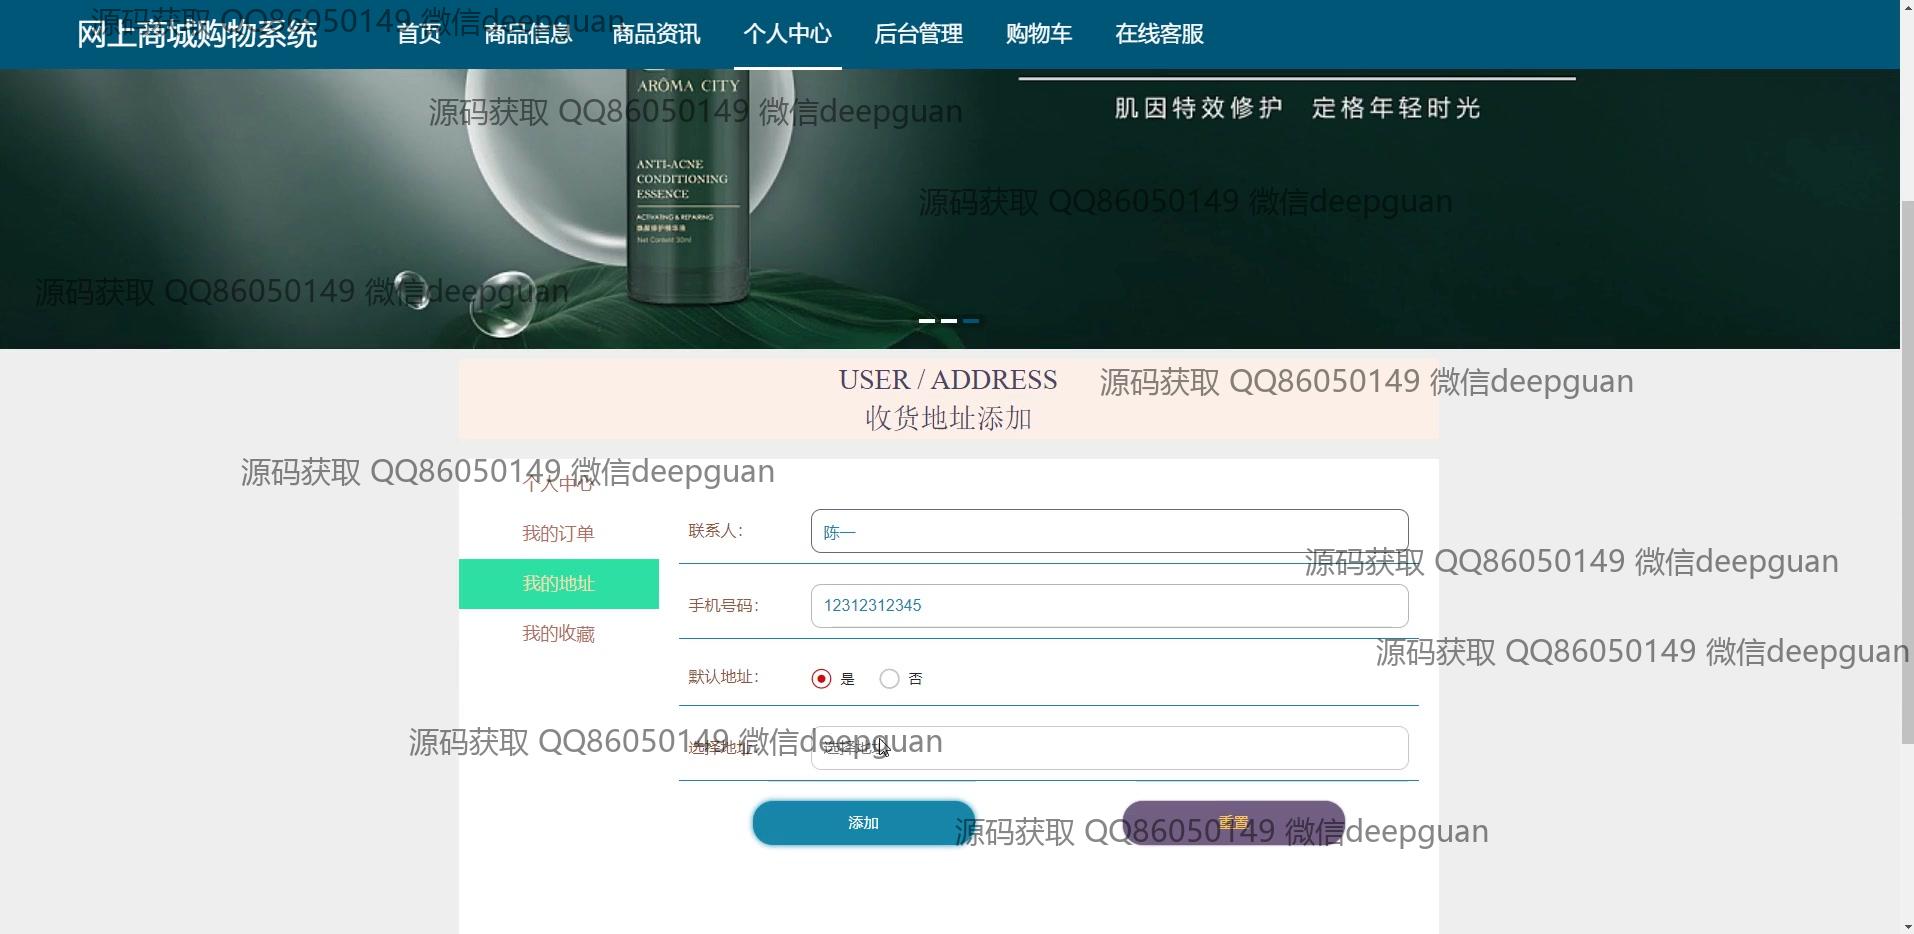 网上商城购物系统
首页 商品信息 商品资讯 个人中心 后台管理 购物车 在线客服
源码获取 QQ86050149 微信deepguan
ARÔMA CITY
肌因特效修护 定格年轻时光
源码获取 QQ86050149 微信deepguan
ANTI-ACNE
CONDITIONING
ESSENCE
ACTIVATING & REPAIRING
Net Content 30ml
源码获取 QQ86050149 微信deepguan
源码获取 QQ86050149 微信deepguan
USER / ADDRESS
收货地址添加
源码获取 QQ86050149 微信deepguan
源码获取 QQ86050149 微信deepguan
个人中心
我的订单
我的地址
我的收藏
联系人:
陈一
源码获取 QQ86050149 微信deepguan
手机号码:
12312312345
源码获取 QQ86050149 微信deepguan
默认地址:
是 否
源码获取 QQ86050149 微信deepguan
选择地址:
选择地址
添加
重置
源码获取 QQ86050149 微信deepguan